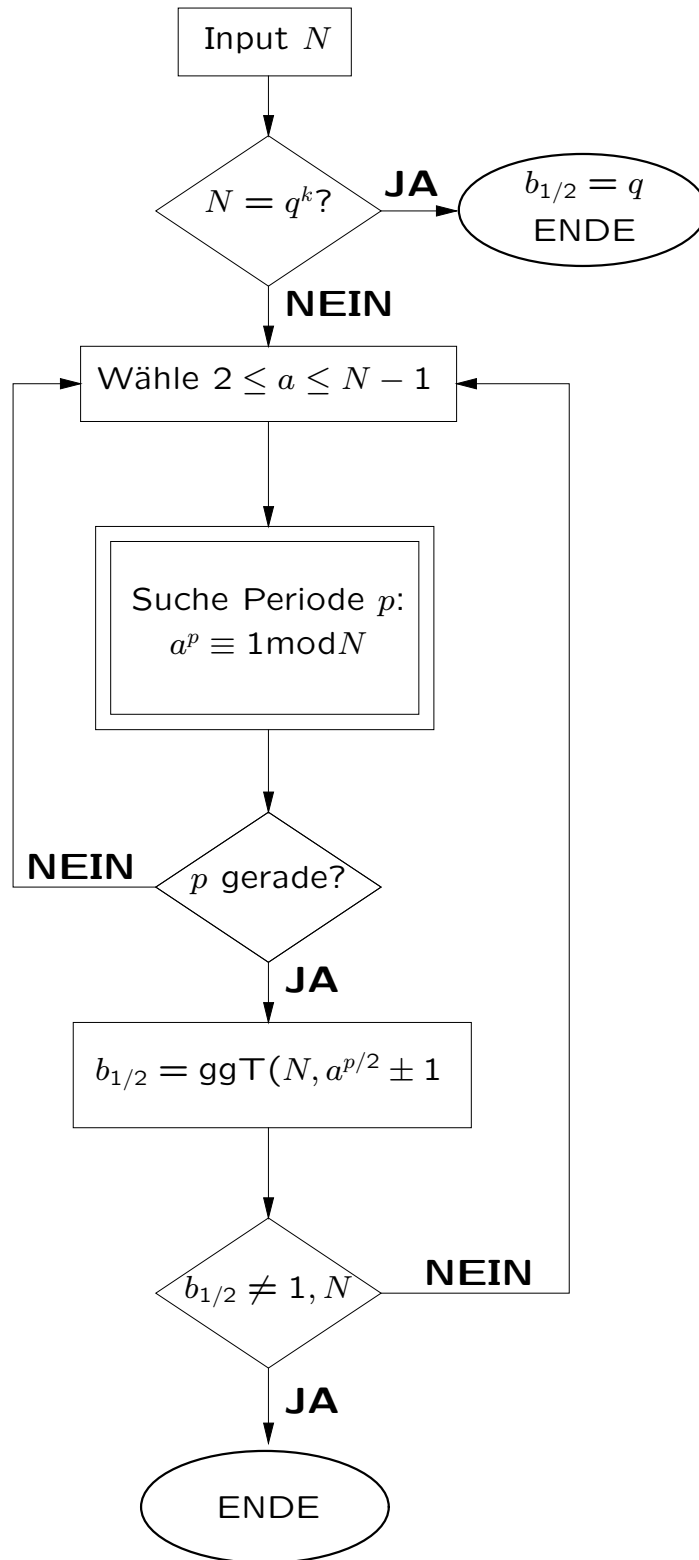 Input N
N = q^k?
JA
b_{1/2} = q
ENDE
NEIN
Wähle 2 ≤ a ≤ N − 1
Suche Periode p:
a^p ≡ 1modN
NEIN
p gerade?
JA
b_{1/2} = ggT(N, a^{p/2} ± 1
b_{1/2} ≠ 1, N
NEIN
JA
ENDE